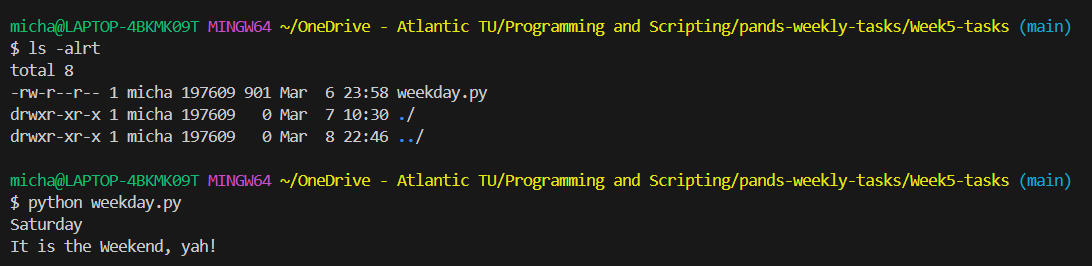 micha@LAPTOP-4BKMK09T MINGW64 ~/OneDrive - Atlantic TU/Programming and Scripting/pands-weekly-tasks/Week5-tasks (main)
$ ls -alrt
total 8
-rw-r--r-- 1 micha 197609 901 Mar  6 23:58 weekday.py
drwxr-xr-x 1 micha 197609   0 Mar  7 10:30 ./
drwxr-xr-x 1 micha 197609   0 Mar  8 22:46 ../
micha@LAPTOP-4BKMK09T MINGW64 ~/OneDrive - Atlantic TU/Programming and Scripting/pands-weekly-tasks/Week5-tasks (main)
$ python weekday.py
Saturday
It is the Weekend, yah!